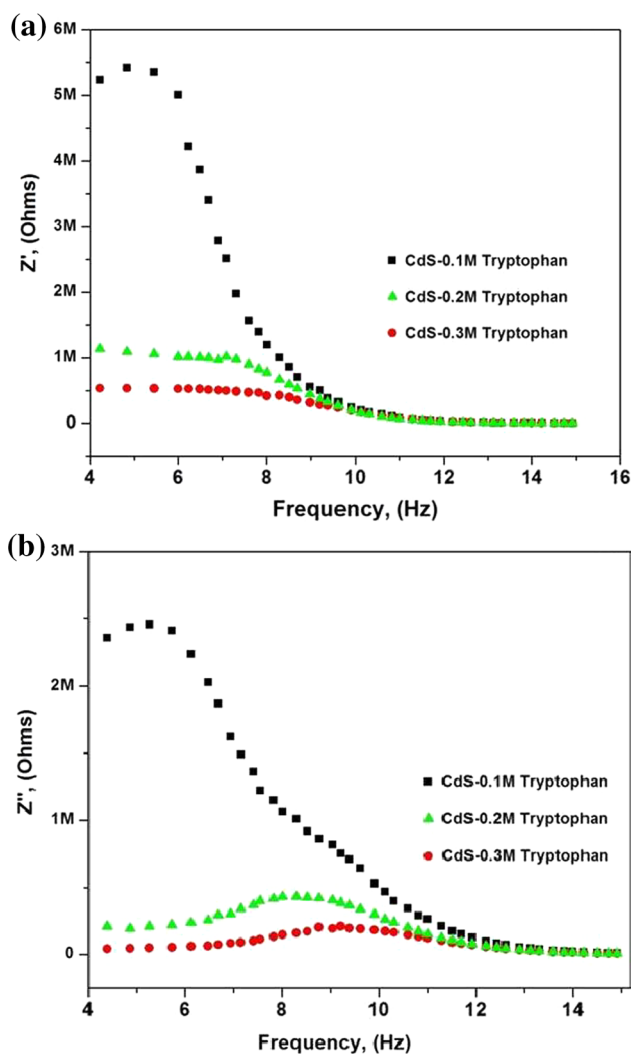 (a)
6M
5M
4M
3M
2M
1M
0
Z', (Ohms)
CdS-0.1M Tryptophan
CdS-0.2M Tryptophan
CdS-0.3M Tryptophan
4 6 8 10 12 14 16
Frequency, (Hz)
(b)
3M
2M
1M
0
Z'', (Ohms)
CdS-0.1M Tryptophan
CdS-0.2M Tryptophan
CdS-0.3M Tryptophan
4 6 8 10 12 14
Frequency, (Hz)